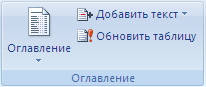 Оглавление
Добавить текст
Обновить таблицу
Оглавление